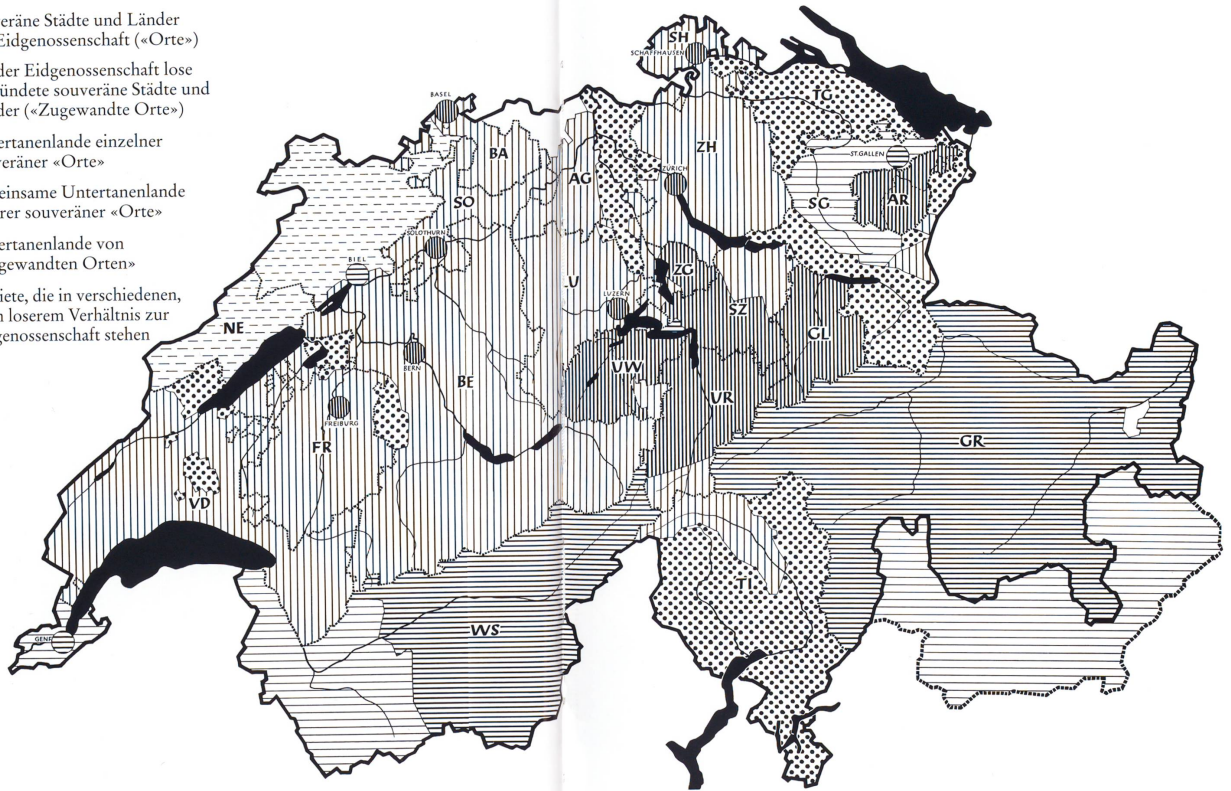 eräne Städte und Länder
Eidgenossenschaft («Orte»)
der Eidgenossenschaft lose
ündete souveräne Städte und
der («Zugewandte Orte»)
ertanenlande einzelner
veräner «Orte»
einsame Untertanenlande
rer souveräner «Orte»
ertanenlande von
gewandten Orten»
iete, die in verschiedenen,
n loserem Verhältnis zur
genossenschaft stehen
SH
SCHAFFHAUSEN
TG
BASEL
BA
ZH
ST.GALLEN
AG
ZÜRICH
SO
SG
AR
SOLOTHURN
BIEL
ZG
U
LUZERN
SZ
NE
GL
BERN
UW
BE
UR
FREIBURG
GR
FR
VD
TI
WS
GENF